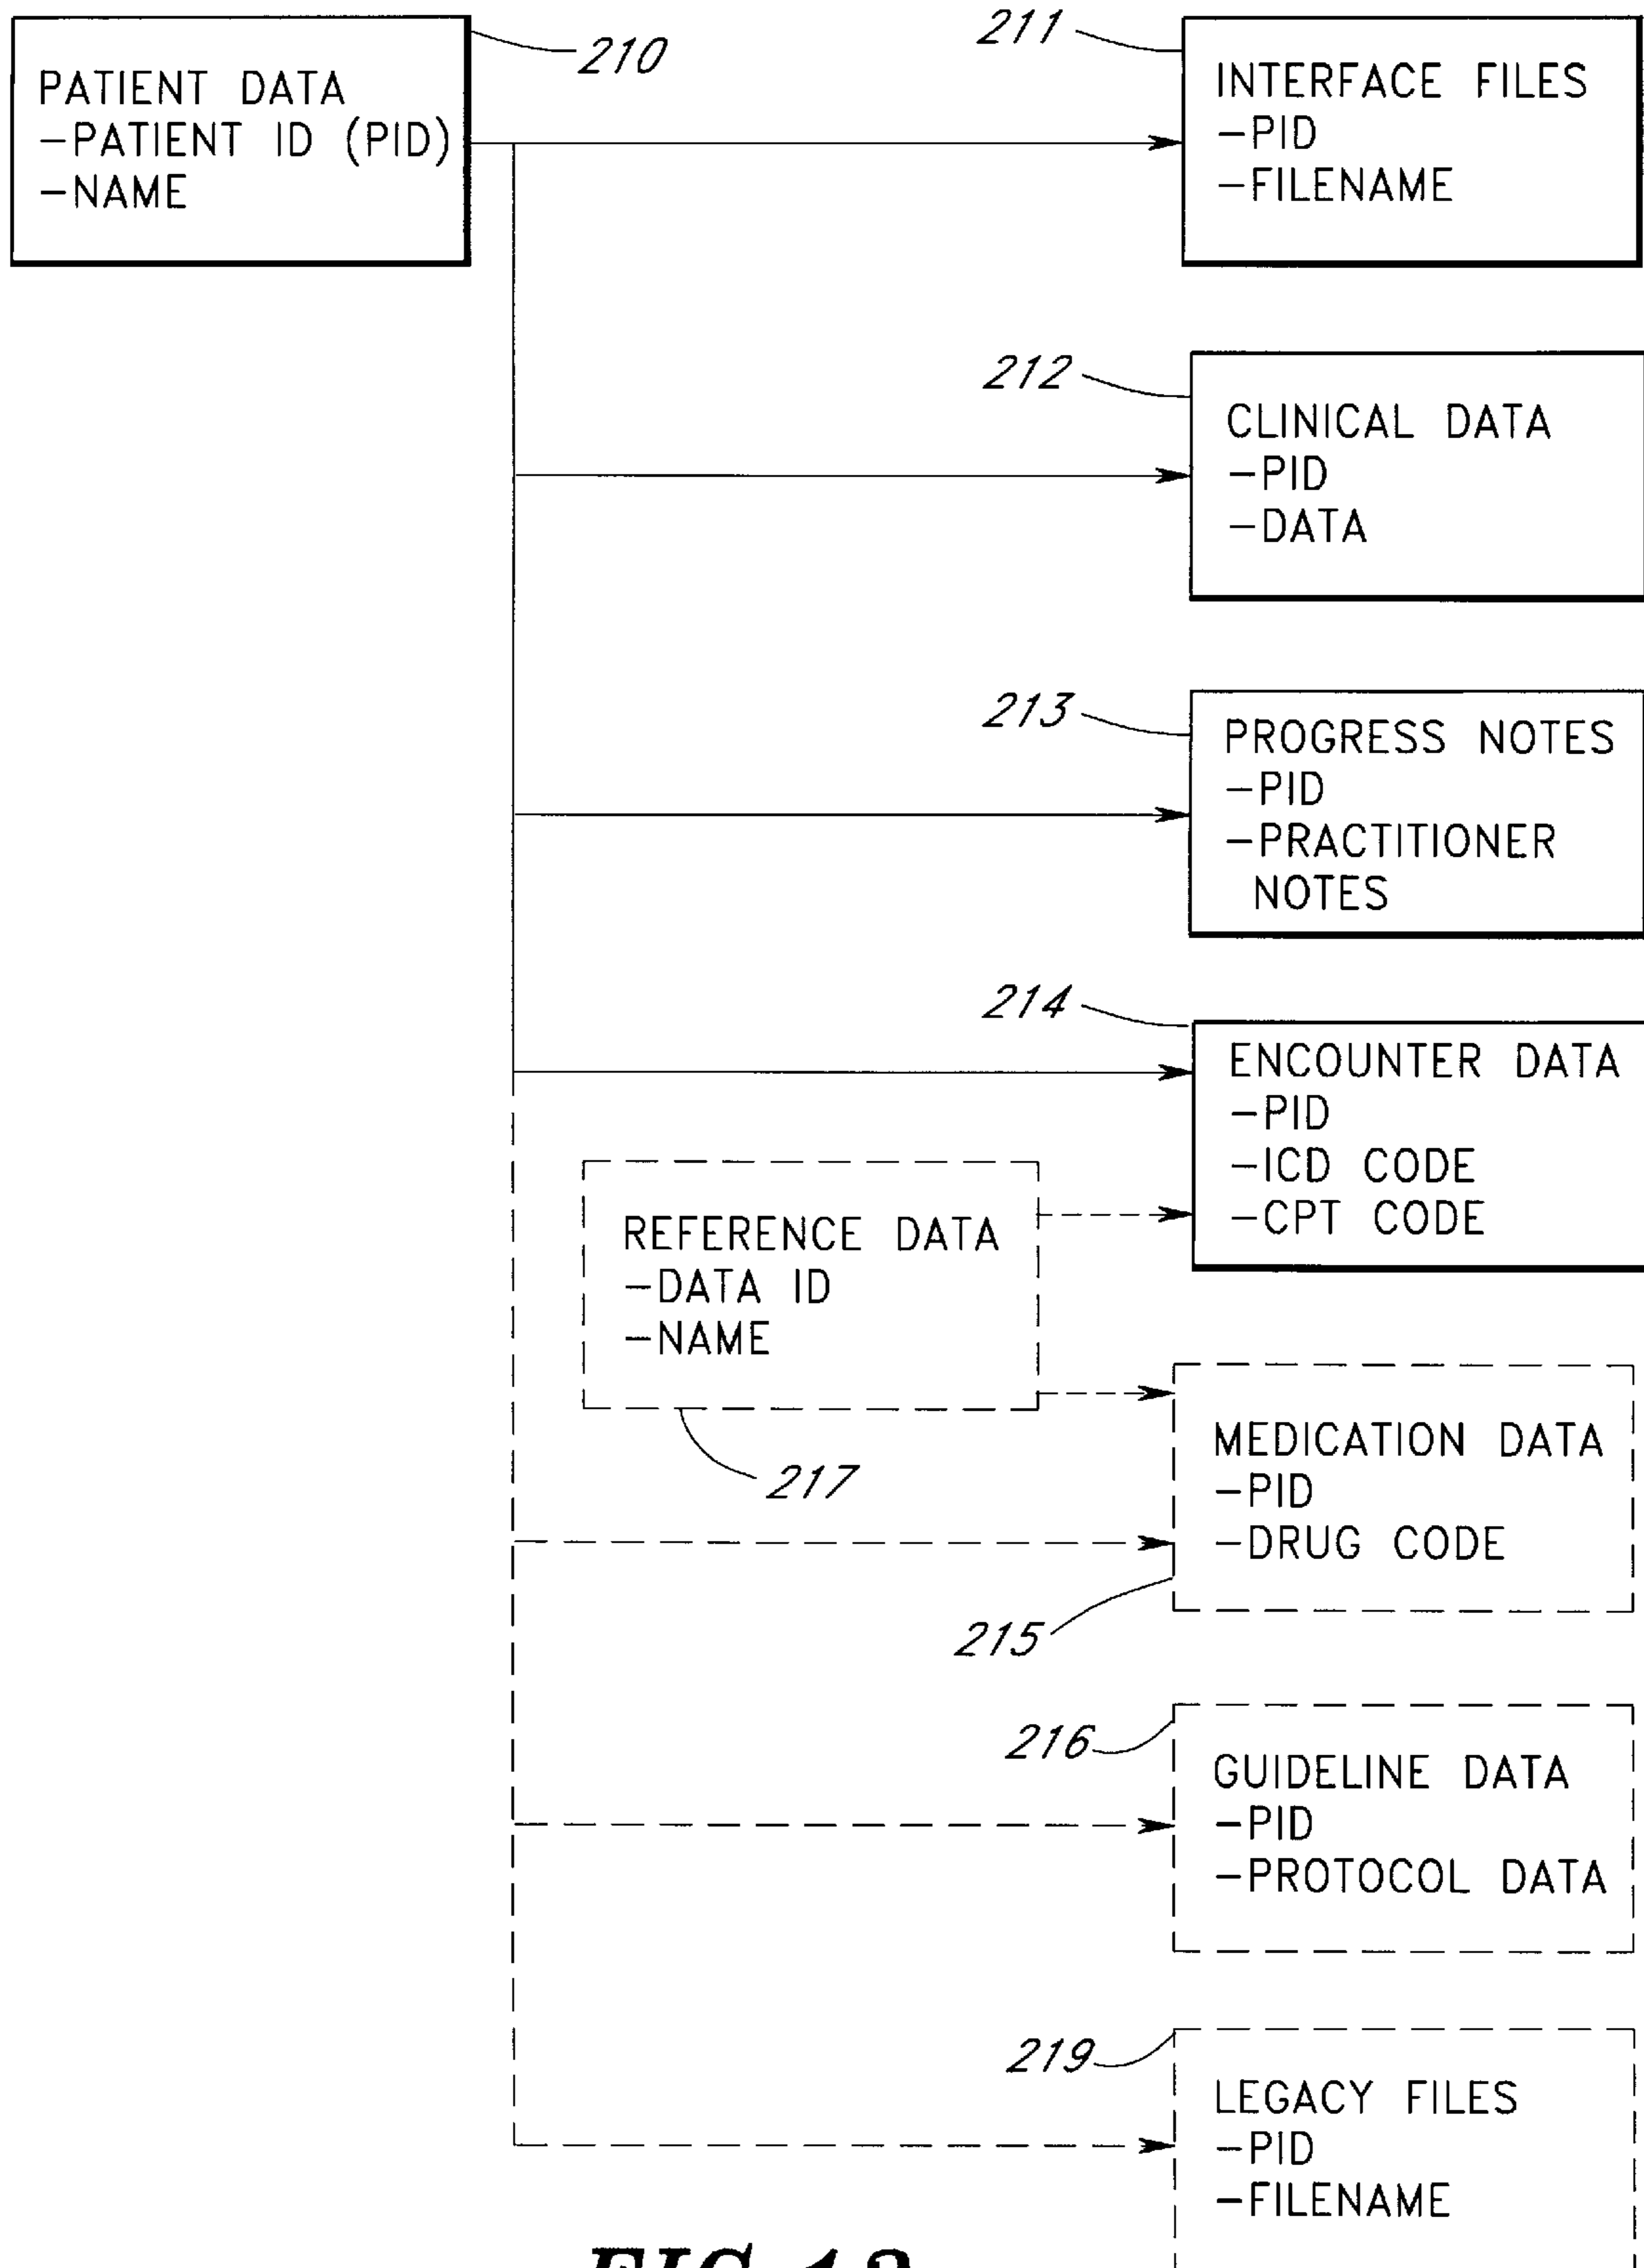 210
PATIENT DATA
-PATIENT ID (PID)
-NAME
211
INTERFACE FILES
-PID
-FILENAME
212
CLINICAL DATA
-PID
-DATA
213
PROGRESS NOTES
-PID
-PRACTITIONER
NOTES
214
ENCOUNTER DATA
-PID
-ICD CODE
-CPT CODE
REFERENCE DATA
-DATA ID
-NAME
217
MEDICATION DATA
-PID
-DRUG CODE
215
216
GUIDELINE DATA
-PID
-PROTOCOL DATA
219
LEGACY FILES
-PID
-FILENAME